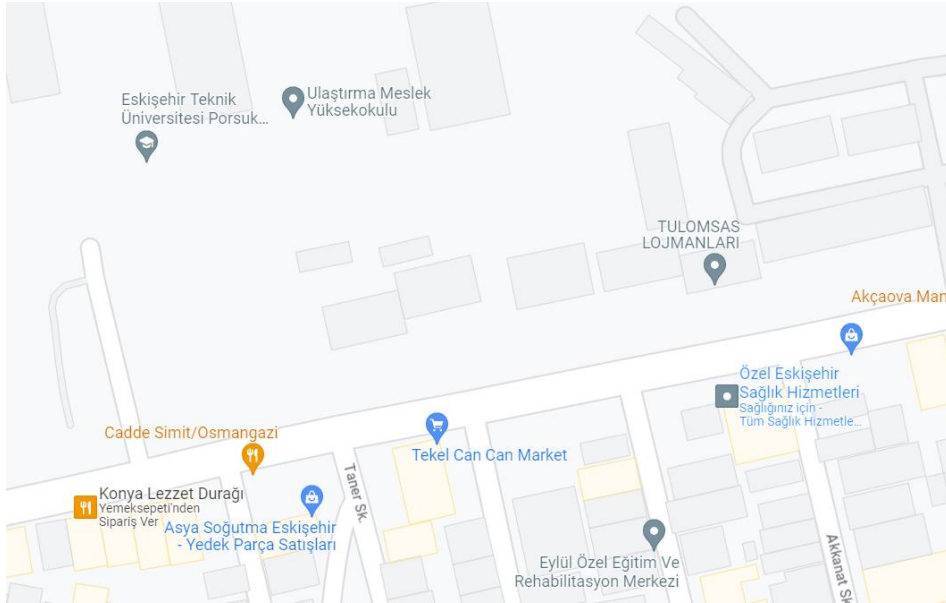 Eskişehir Teknik
Üniversitesi Porsuk...
Ulaştırma Meslek
Yüksekokulu
TULOMSAS
LOJMANLARI
Akçaova Man
Özel Eskişehir
Sağlık Hizmetleri
Sağlığınız için -
Tüm Sağlık Hizmetle...
Cadde Simit/Osmangazi
Tekel Can Can Market
Konya Lezzet Durağı
Yemeksepeti'nden
Sipariş Ver
Taner Sk.
Asya Soğutma Eskişehir
- Yedek Parça Satışları
Eylül Özel Eğitim Ve
Rehabilitasyon Merkezi
Akkanat Sk